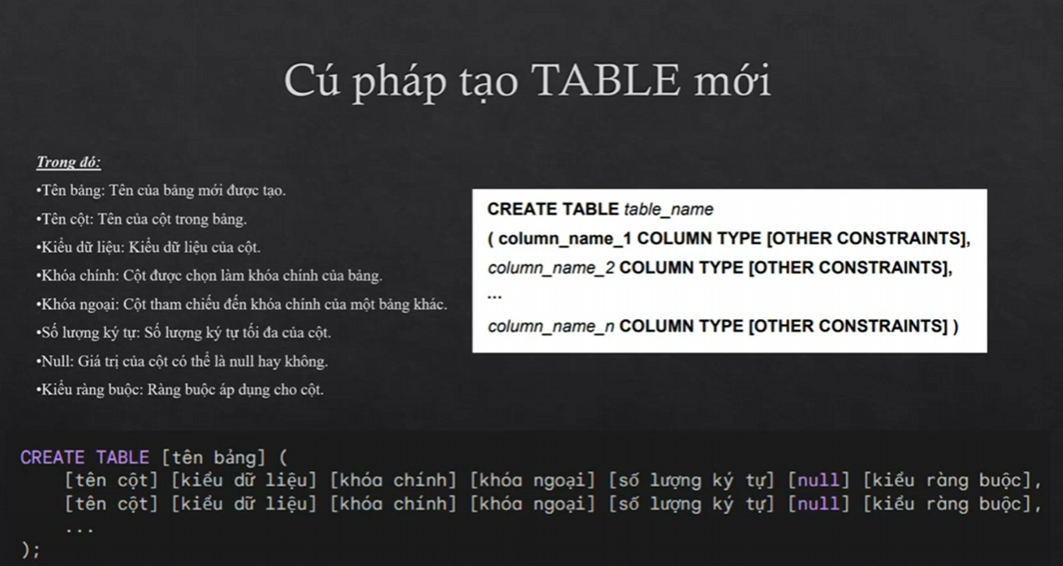 Cú pháp tạo TABLE mới
Trong đó:
•Tên bảng: Tên của bảng mới được tạo.
•Tên cột: Tên của cột trong bảng.
•Kiểu dữ liệu: Kiểu dữ liệu của cột.
•Khóa chính: Cột được chọn làm khóa chính của bảng.
•Khóa ngoại: Cột tham chiếu đến khóa chính của một bảng khác.
•Số lượng ký tự: Số lượng ký tự tối đa của cột.
•Null: Giá trị của cột có thể là null hay không.
•Kiểu ràng buộc: Ràng buộc áp dụng cho cột.
CREATE TABLE table_name
( column_name_1 COLUMN TYPE [OTHER CONSTRAINTS],
column_name_2 COLUMN TYPE [OTHER CONSTRAINTS],
...
column_name_n COLUMN TYPE [OTHER CONSTRAINTS] )
CREATE TABLE [tên bảng] (
[tên cột] [kiểu dữ liệu] [khóa chính] [khóa ngoại] [số lượng ký tự] [null] [kiểu ràng buộc],
[tên cột] [kiểu dữ liệu] [khóa chính] [khóa ngoại] [số lượng ký tự] [null] [kiểu ràng buộc],
...
);